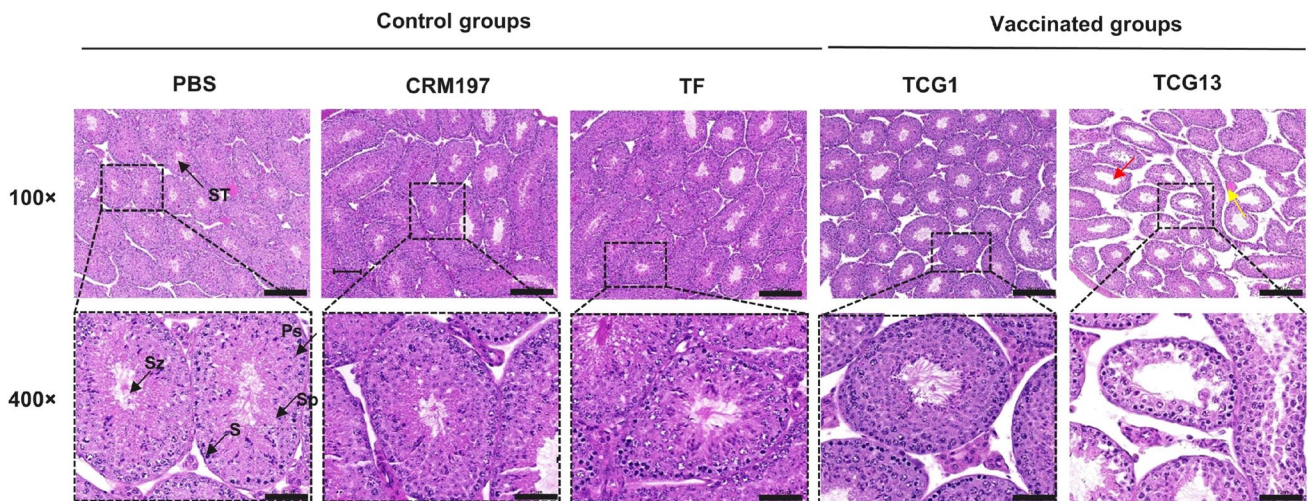 Control groups
Vaccinated groups
PBS
CRM197
TF
TCG1
TCG13
100×
ST
400×
Ps
Sz
Sp
S